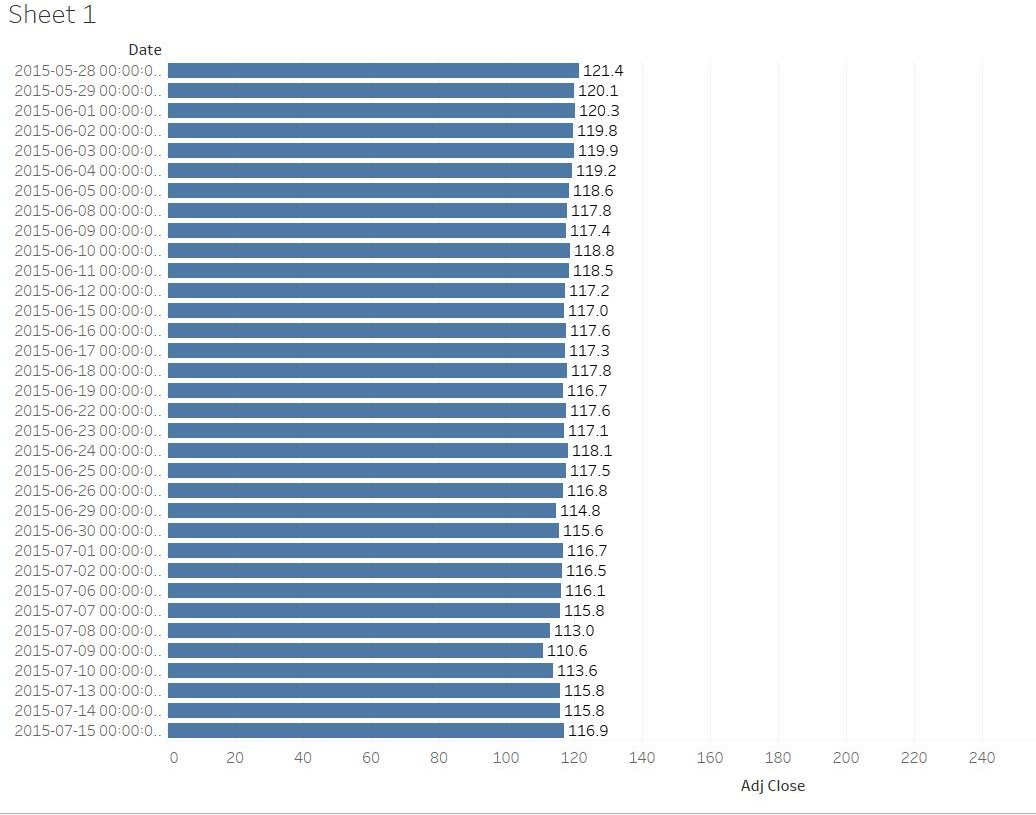 Sheet 1
Date
2015-05-28 00:00:0.. 121.4
2015-05-29 00:00:0.. 120.1
2015-06-01 00:00:0.. 120.3
2015-06-02 00:00:0.. 119.8
2015-06-03 00:00:0.. 119.9
2015-06-04 00:00:0.. 119.2
2015-06-05 00:00:0.. 118.6
2015-06-08 00:00:0.. 117.8
2015-06-09 00:00:0.. 117.4
2015-06-10 00:00:0.. 118.8
2015-06-11 00:00:0.. 118.5
2015-06-12 00:00:0.. 117.2
2015-06-15 00:00:0.. 117.0
2015-06-16 00:00:0.. 117.6
2015-06-17 00:00:0.. 117.3
2015-06-18 00:00:0.. 117.8
2015-06-19 00:00:0.. 116.7
2015-06-22 00:00:0.. 117.6
2015-06-23 00:00:0.. 117.1
2015-06-24 00:00:0.. 118.1
2015-06-25 00:00:0.. 117.5
2015-06-26 00:00:0.. 116.8
2015-06-29 00:00:0.. 114.8
2015-06-30 00:00:0.. 115.6
2015-07-01 00:00:0.. 116.7
2015-07-02 00:00:0.. 116.5
2015-07-06 00:00:0.. 116.1
2015-07-07 00:00:0.. 115.8
2015-07-08 00:00:0.. 113.0
2015-07-09 00:00:0.. 110.6
2015-07-10 00:00:0.. 113.6
2015-07-13 00:00:0.. 115.8
2015-07-14 00:00:0.. 115.8
2015-07-15 00:00:0.. 116.9
0 20 40 60 80 100 120 140 160 180 200 220 240
Adj Close